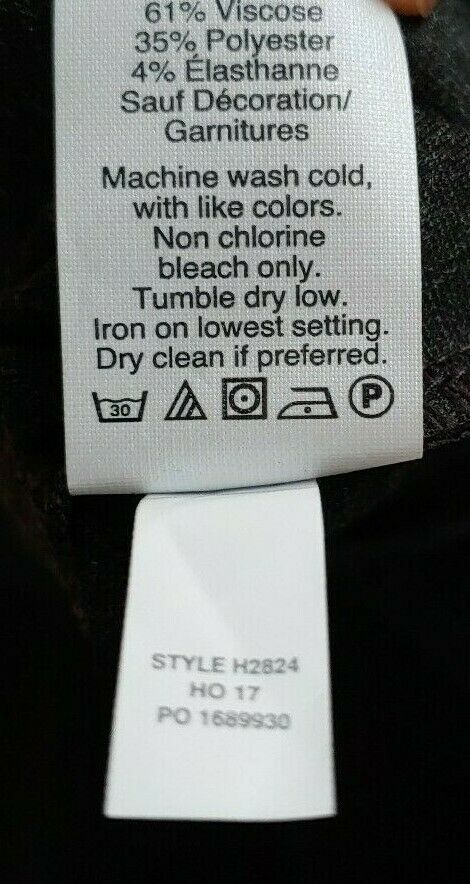 61% Viscose
35% Polyester
4% Élasthanne
Sauf Décoration/
Garnitures
Machine wash cold,
with like colors.
Non chlorine
bleach only.
Tumble dry low.
Iron on lowest setting.
Dry clean if preferred.
30 P
STYLE H2824
HO 17
PO 1689930